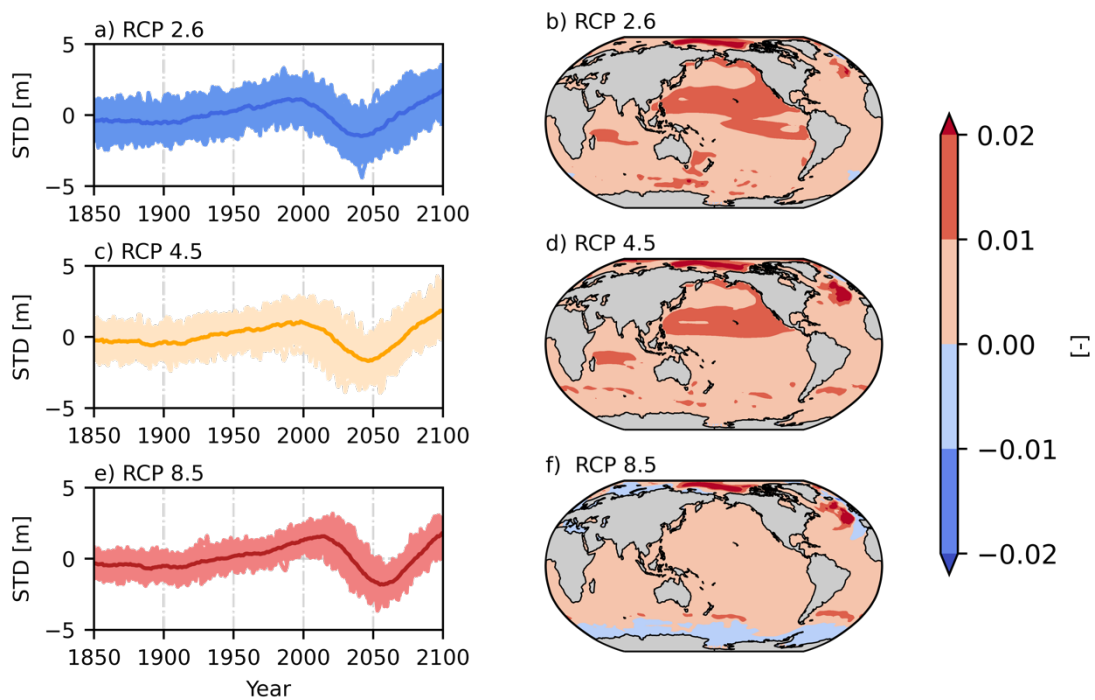 a) RCP 2.6
5
0
−5
STD [m]
1850 1900 1950 2000 2050 2100
b) RCP 2.6
c) RCP 4.5
5
0
−5
STD [m]
1850 1900 1950 2000 2050 2100
d) RCP 4.5
e) RCP 8.5
5
0
−5
STD [m]
1850 1900 1950 2000 2050 2100
Year
f) RCP 8.5
0.02
0.01
0.00
−0.01
−0.02
[-]